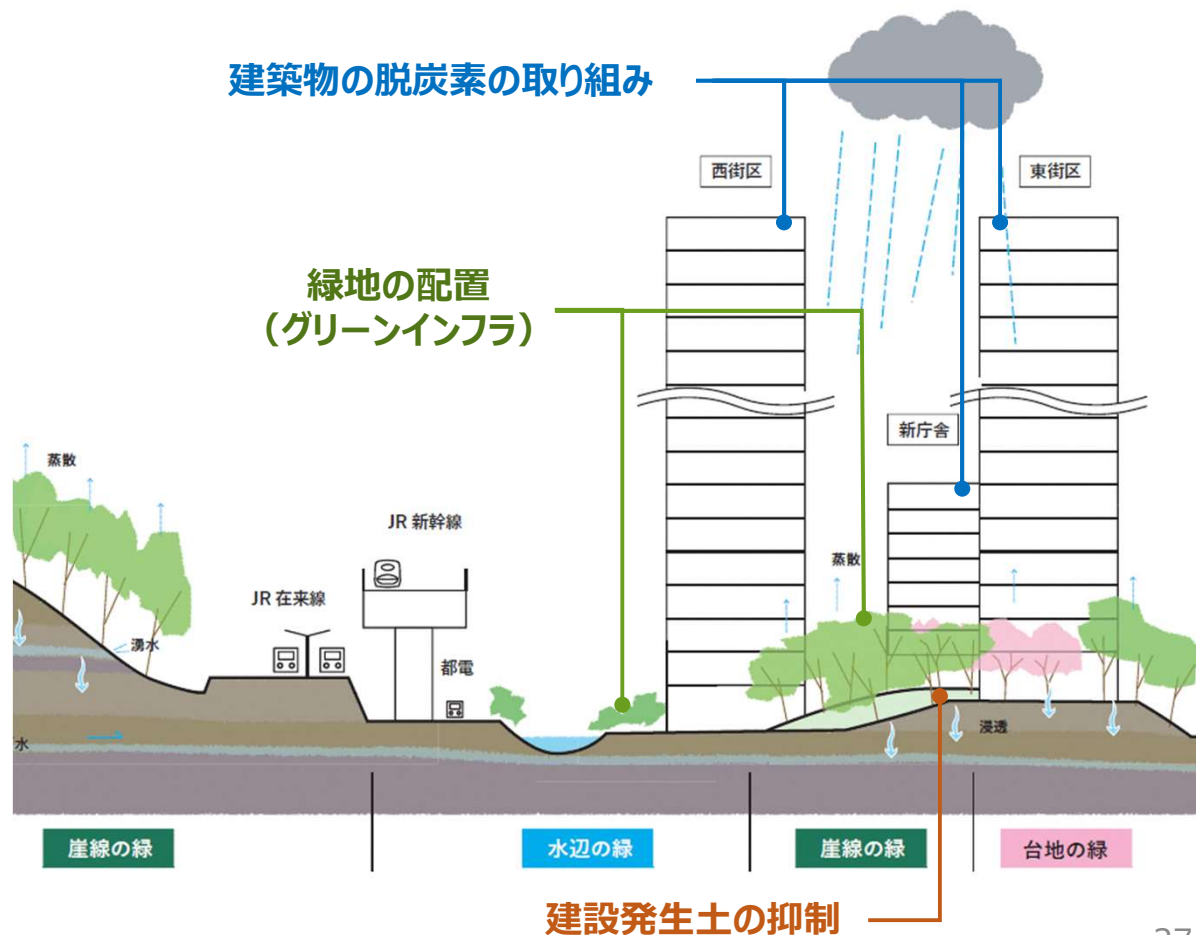 建築物の脱炭素の取り組み
西街区
東街区
緑地の配置
（グリーンインフラ）
新庁舎
蒸散
JR 新幹線
蒸散
JR 在来線
湧水
都電
浸透
水
崖線の緑
水辺の緑
崖線の緑
台地の緑
建設発生土の抑制
27